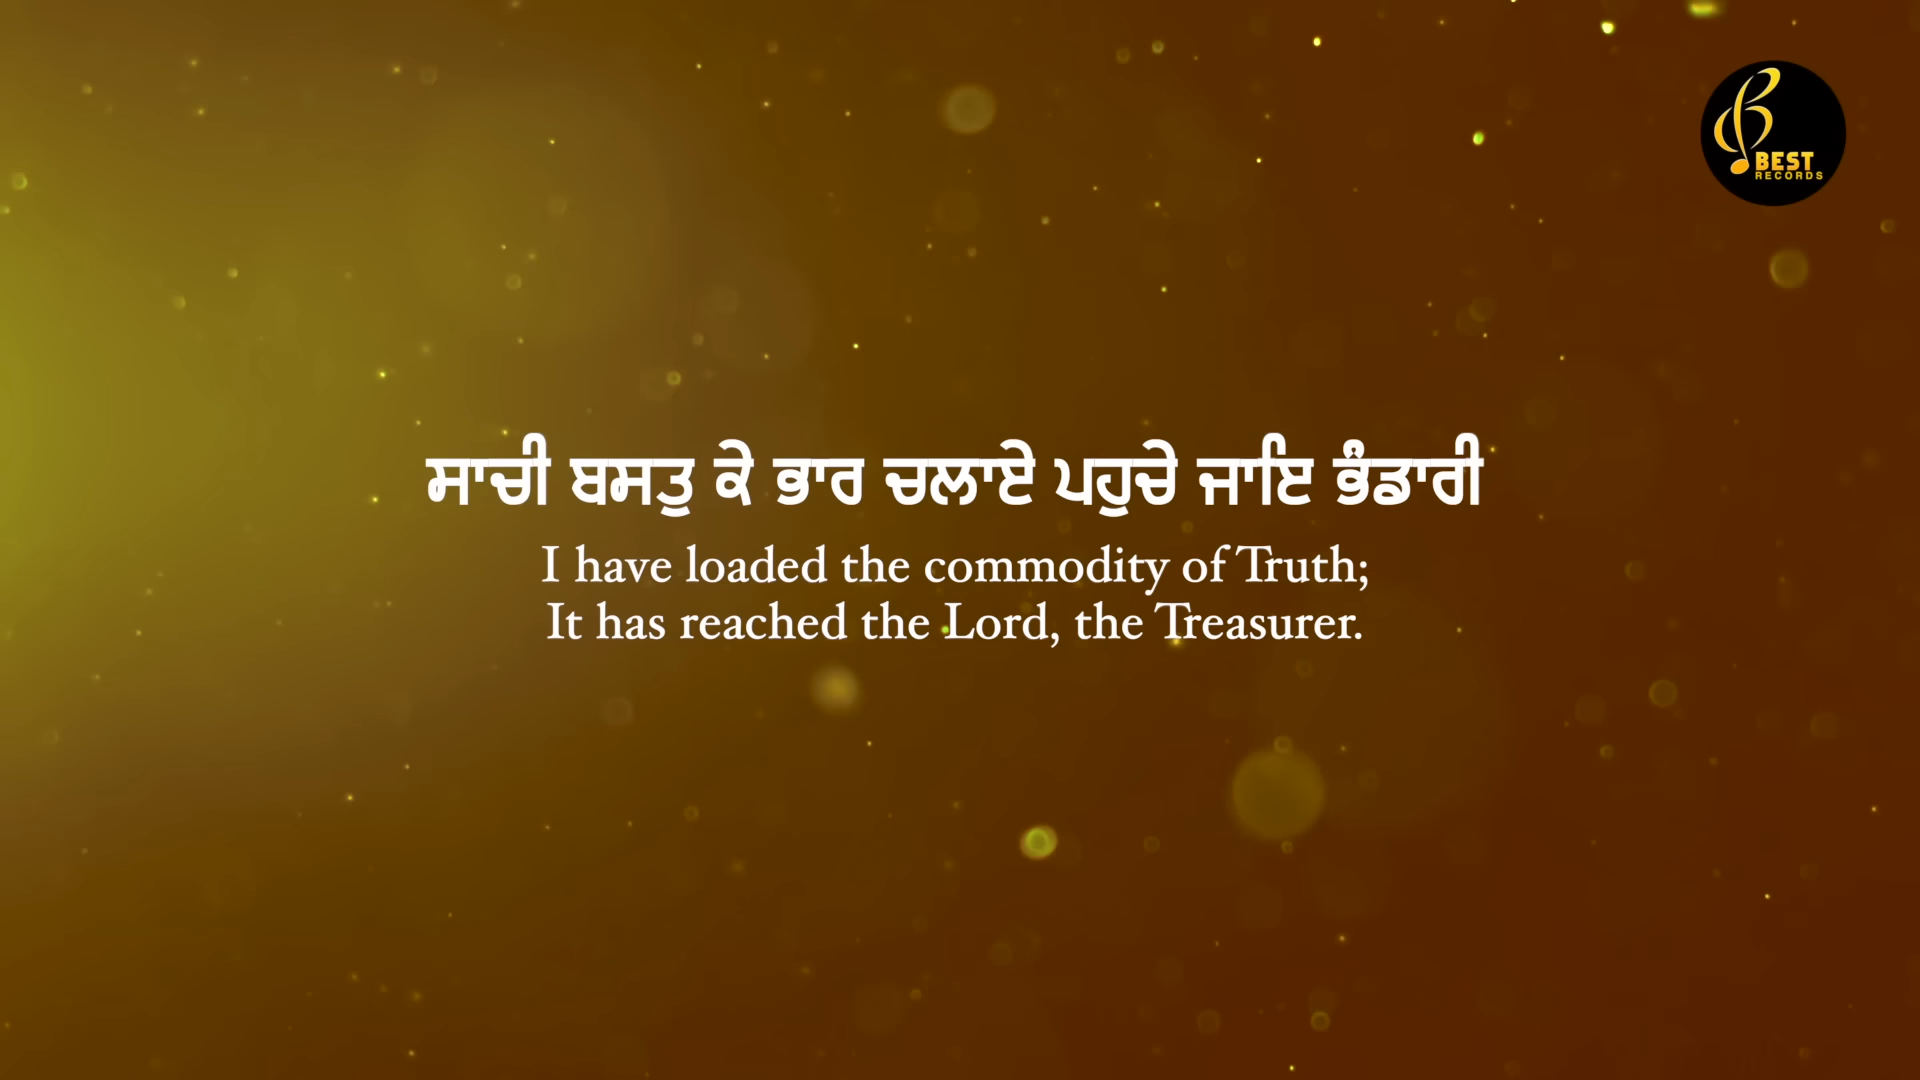 BEST
RECORDS
ਸਾਚੀ ਬਸਤੁ ਕੇ ਭਾਰ ਚਲਾਏ ਪਹੁਚੇ ਜਾਇ ਭੰਡਾਰੀ
I have loaded the commodity of Truth;
It has reached the Lord, the Treasurer.